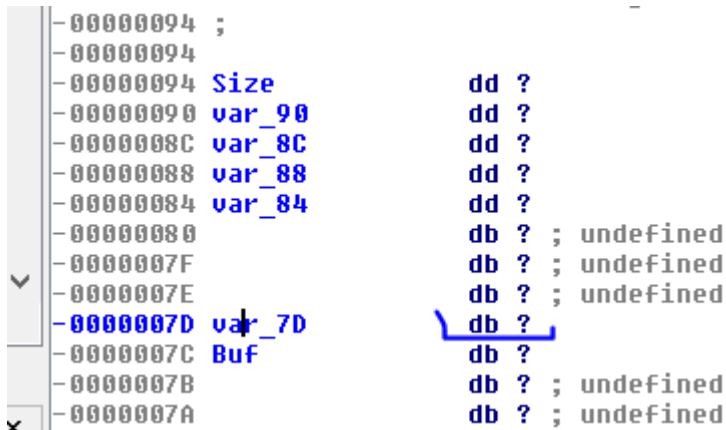 -00000094 ;
-00000094
-00000094 Size dd ?
-00000090 var_90 dd ?
-0000008C var_8C dd ?
-00000088 var_88 dd ?
-00000084 var_84 dd ?
-00000080 db ? ; undefined
-0000007F db ? ; undefined
-0000007E db ? ; undefined
-0000007D var_7D db ?
-0000007C Buf db ?
-0000007B db ? ; undefined
-0000007A db ? ; undefined